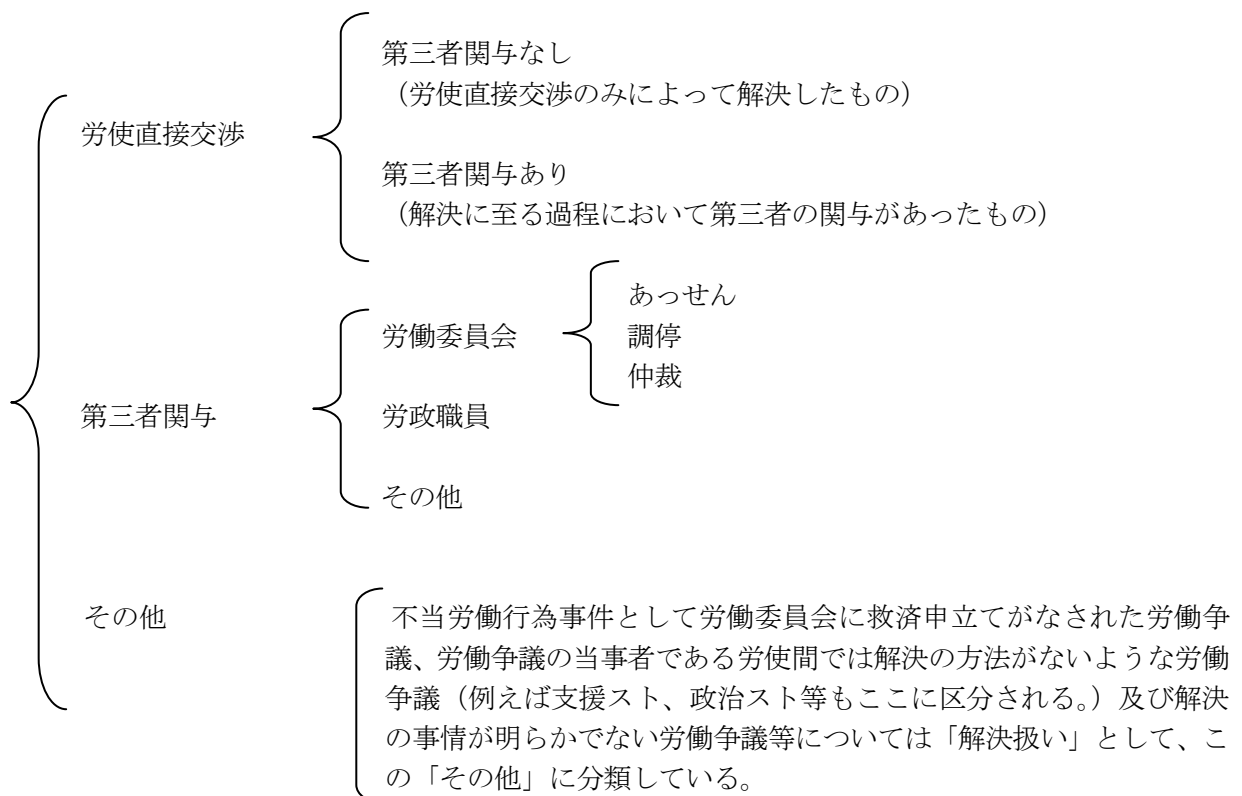 第三者関与なし
（労使直接交渉のみによって解決したもの）
労使直接交渉
第三者関与あり
（解決に至る過程において第三者の関与があったもの）
あっせん
労働委員会
調停
仲裁
第三者関与
労政職員
その他
その他
不当労働行為事件として労働委員会に救済申立てがなされた労働争
議、労働争議の当事者である労使間では解決の方法がないような労働
争議（例えば支援スト、政治スト等もここに区分される。）及び解決
の事情が明らかでない労働争議等については「解決扱い」として、こ
の「その他」に分類している。